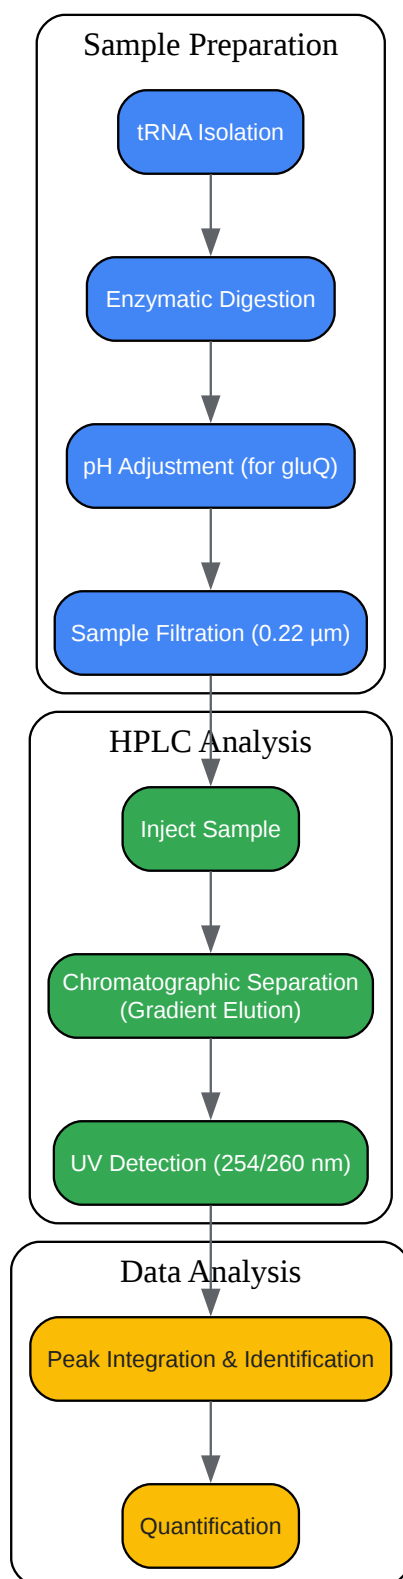 Sample Preparation
tRNA Isolation
Enzymatic Digestion
pH Adjustment (for gluQ)
Sample Filtration (0.22 µm)
HPLC Analysis
Inject Sample
Chromatographic Separation
(Gradient Elution)
UV Detection (254/260 nm)
Data Analysis
Peak Integration & Identification
Quantification